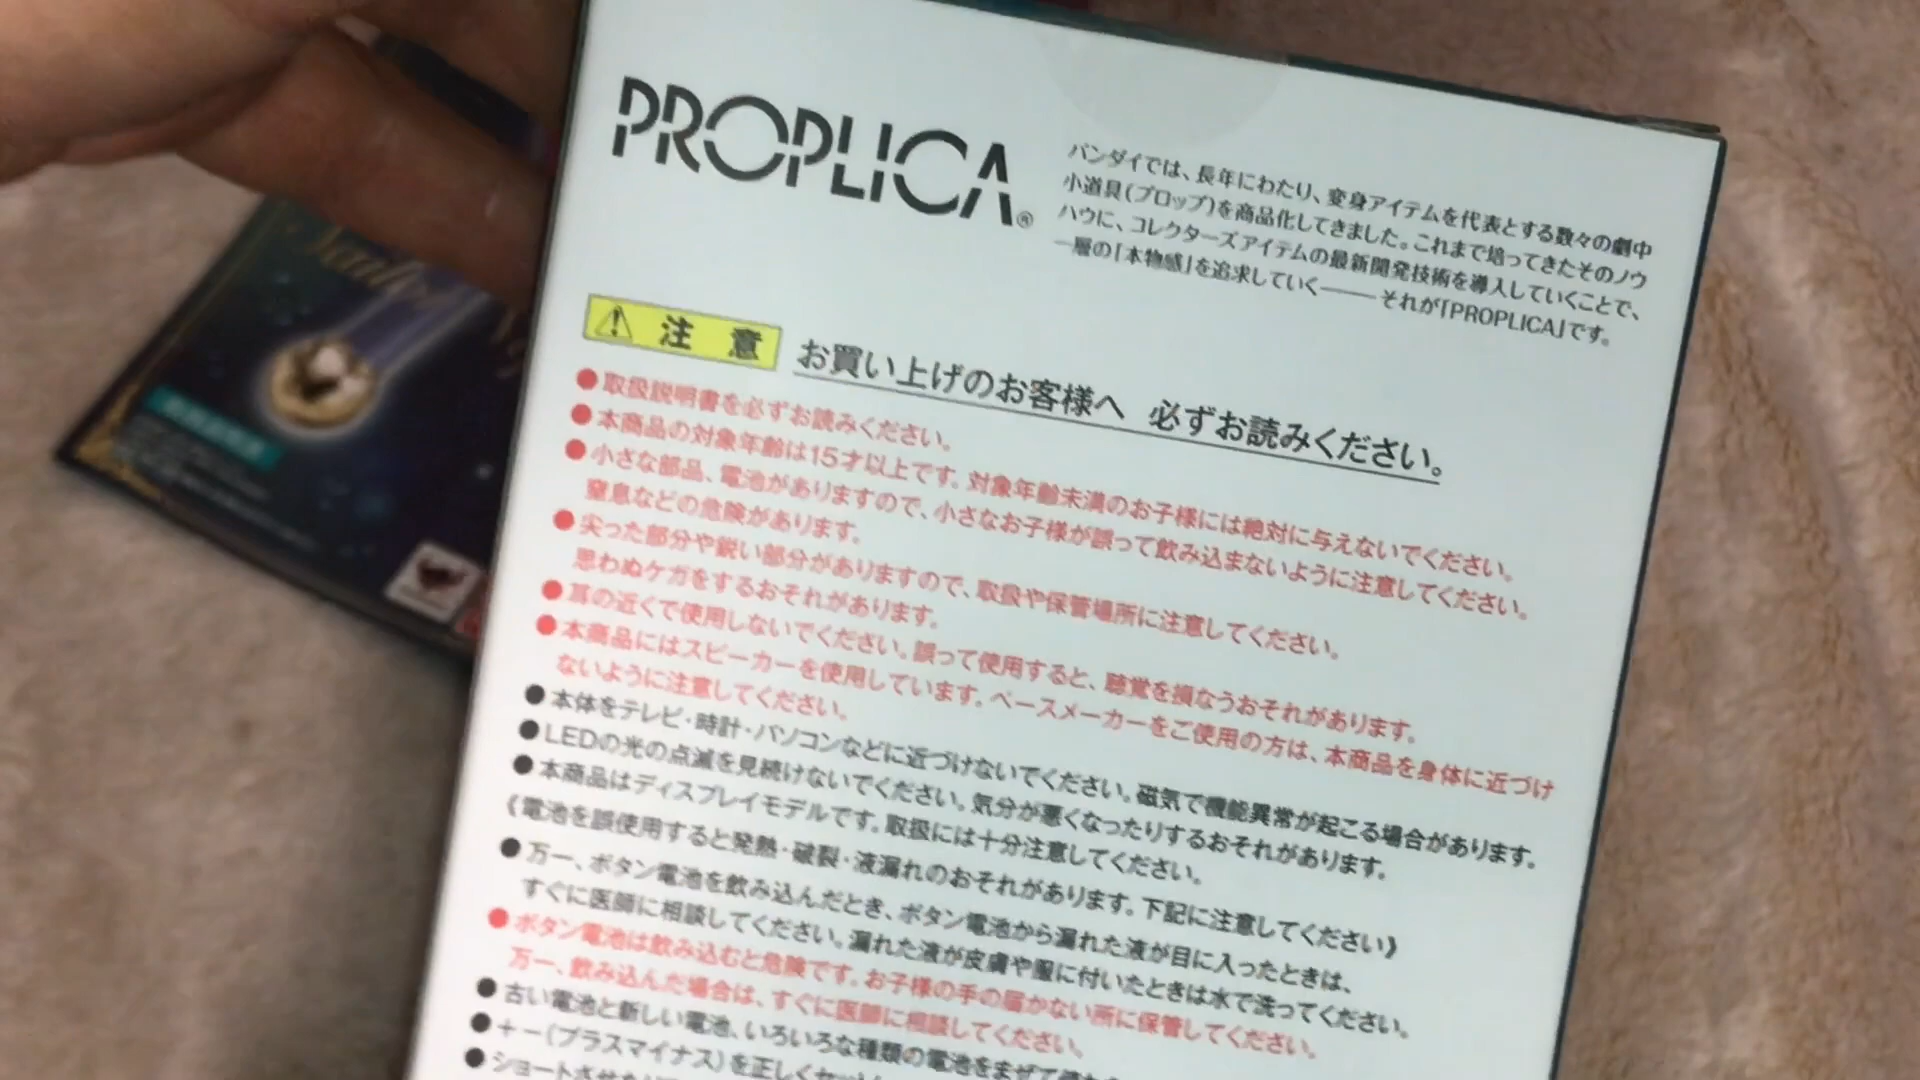 PROPLICA®
バンダイでは、長年にわたり、変身アイテムを代表とする数々の劇中
小道具(プロップ)を商品化してきました。これまで培ってきたそのノウ
ハウに、コレクターズアイテムの最新開発技術を導入していくことで、
一層の「本物感」を追求していく――それが「PROPLICA」です。
注 意
お買い上げのお客様へ 必ずお読みください。
●取扱説明書を必ずお読みください。
●本商品の対象年齢は15才以上です。対象年齢未満のお子様には絶対に与えないでください。
●小さな部品、電池がありますので、小さなお子様が誤って飲み込まないように注意してください。
窒息などの危険があります。
●尖った部分や鋭い部分がありますので、取扱や保管場所に注意してください。
思わぬケガをするおそれがあります。
●耳の近くで使用しないでください。誤って使用すると、聴覚を損なうおそれがあります。
●本商品にはスピーカーを使用しています。ペースメーカーをご使用の方は、本商品を身体に近づけ
ないように注意してください。
●本体をテレビ・時計・パソコンなどに近づけないでください。磁気で機能異常が起こる場合があります。
●LEDの光の点滅を見続けないでください。気分が悪くなったりするおそれがあります。
●本商品はディスプレイモデルです。取扱には十分注意してください。
《電池を誤使用すると発熱・破裂・液漏れのおそれがあります。下記に注意してください》
●万一、ボタン電池を飲み込んだとき、ボタン電池から漏れた液が目に入ったときは、
すぐに医師に相談してください。漏れた液が皮膚や服に付いたときは水で洗ってください。
●ボタン電池は飲み込むと危険です。お子様の手の届かない所に保管してください。
万一、飲み込んだ場合は、すぐに医師に相談してください。
●古い電池と新しい電池、いろいろな種類の電池をまぜて
●+-(プラスマイナス)を正しく
●ショートさせたり